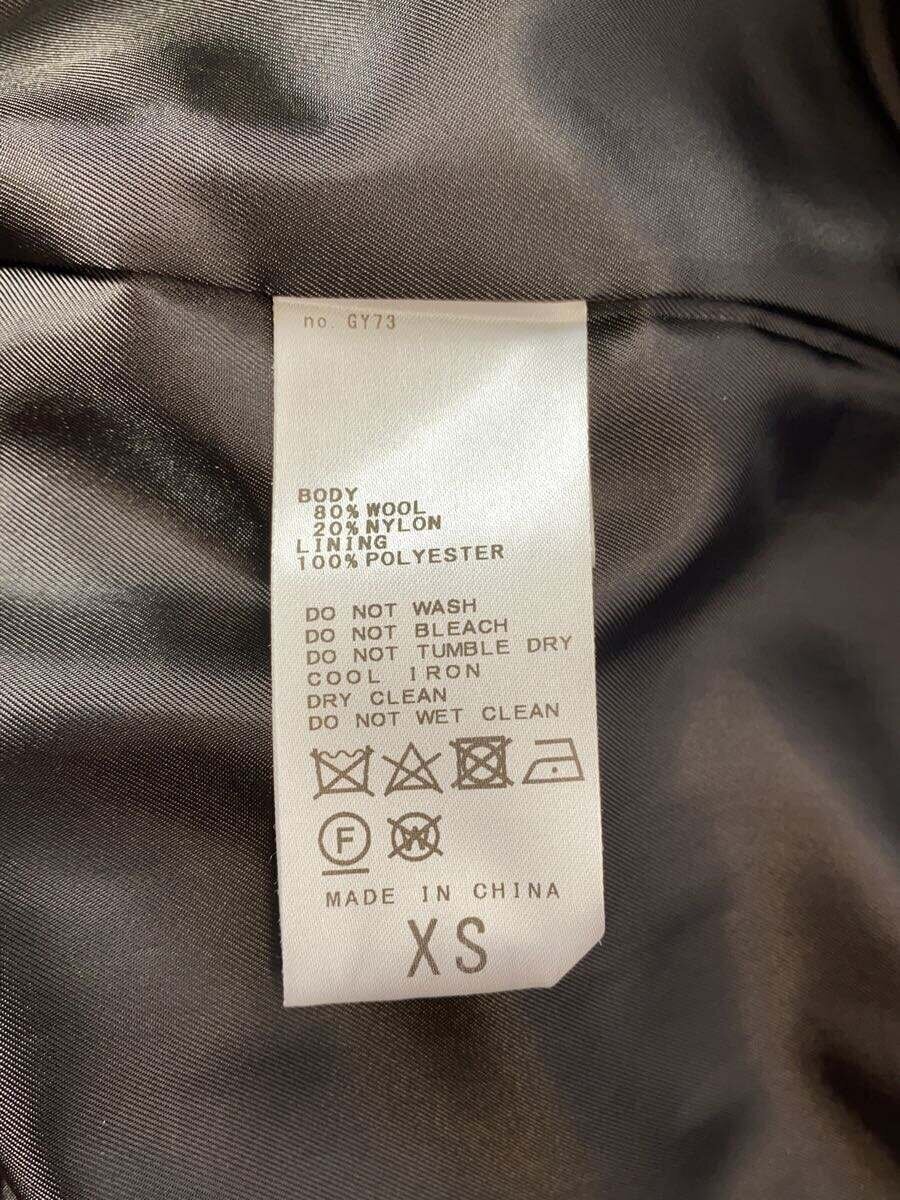 no. GY73
BODY
80% WOOL
20% NYLON
LINING
100% POLYESTER
DO NOT WASH
DO NOT BLEACH
DO NOT TUMBLE DRY
COOL IRON
DRY CLEAN
DO NOT WET CLEAN
F W
MADE IN CHINA
XS